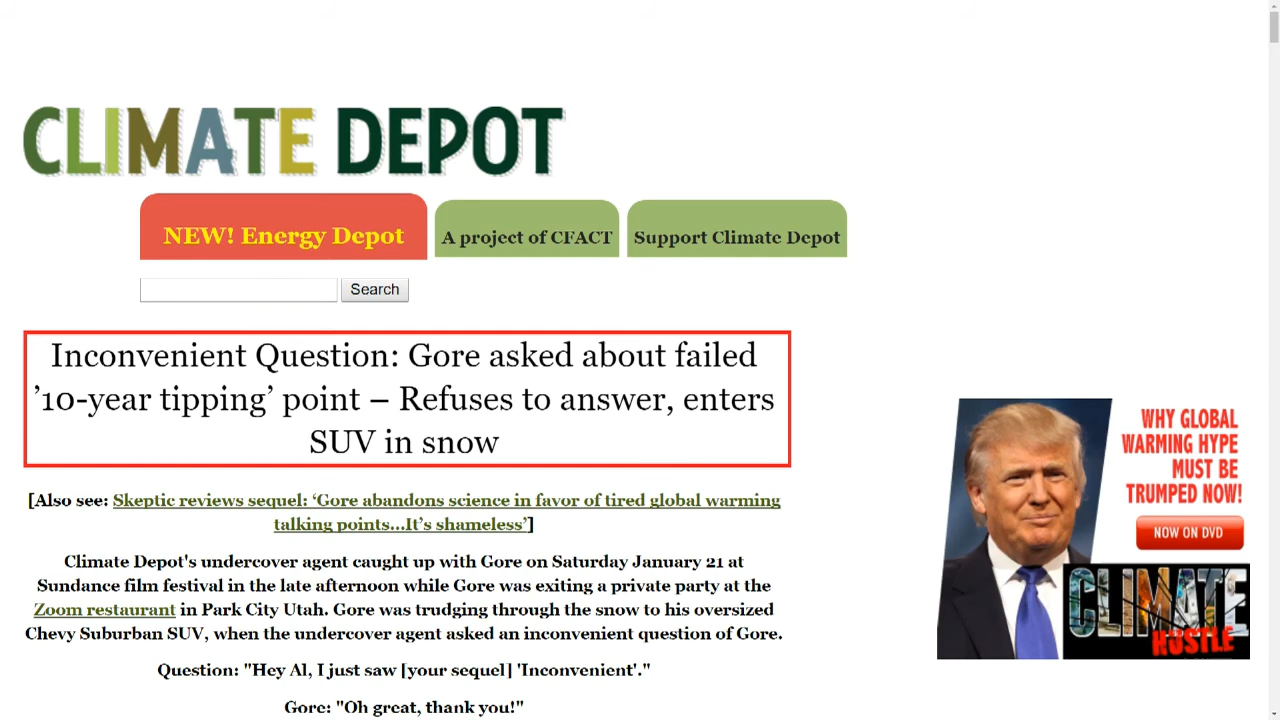 CLIMATE DEPOT
NEW! Energy Depot
A project of CFACT
Support Climate Depot
Search
Inconvenient Question: Gore asked about failed
’10-year tipping’ point – Refuses to answer, enters
SUV in snow
[Also see: Skeptic reviews sequel: ‘Gore abandons science in favor of tired global warming
talking points…It’s shameless’]
Climate Depot's undercover agent caught up with Gore on Saturday January 21 at
Sundance film festival in the late afternoon while Gore was exiting a private party at the
Zoom restaurant in Park City Utah. Gore was trudging through the snow to his oversized
Chevy Suburban SUV, when the undercover agent asked an inconvenient question of Gore.
Question: "Hey Al, I just saw [your sequel] 'Inconvenient'."
Gore: "Oh great, thank you!"
WHY GLOBAL
WARMING HYPE
MUST BE
TRUMPED NOW!
NOW ON DVD
CLIMATE
HUSTLE